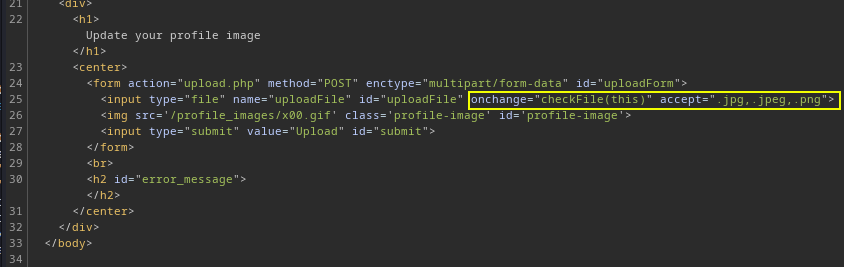 21 <div>
22 <h1>
Update your profile image
</h1>
23 <center>
24 <form action="upload.php" method="POST" enctype="multipart/form-data" id="uploadForm">
25 <input type="file" name="uploadFile" id="uploadFile" onchange="checkFile(this)" accept=".jpg,.jpeg,.png">
26 <img src='/profile_images/x00.gif' class='profile-image' id='profile-image'>
27 <input type="submit" value="Upload" id="submit">
28 </form>
29 <br>
30 <h2 id="error_message">
</h2>
31 </center>
32 </div>
33 </body>
34